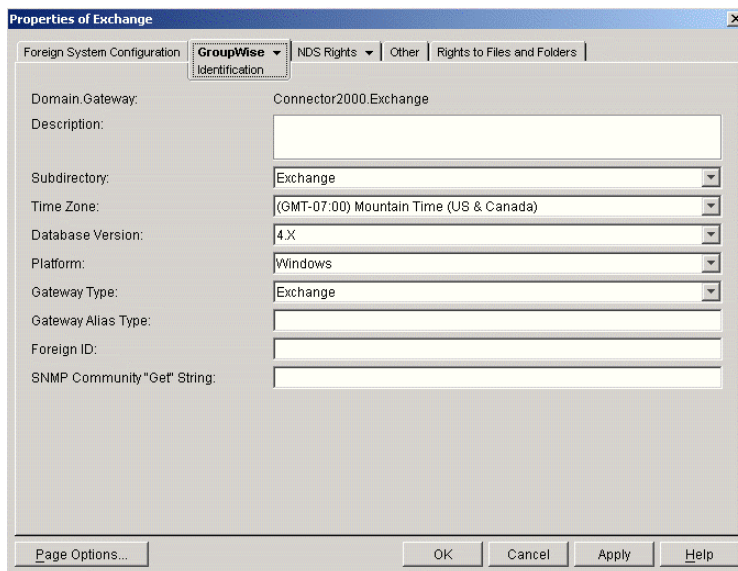 Properties of Exchange
Foreign System Configuration GroupWise NDS Rights Other Rights to Files and Folders
Identification
Domain.Gateway: Connector2000.Exchange
Description:
Subdirectory: Exchange
Time Zone: (GMT-07:00) Mountain Time (US & Canada)
Database Version: 4.X
Platform: Windows
Gateway Type: Exchange
Gateway Alias Type:
Foreign ID:
SNMP Community "Get" String:
Page Options... OK Cancel Apply Help